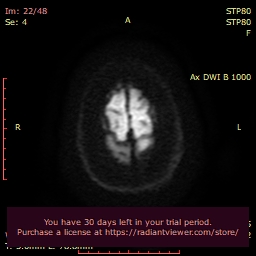 Im: 22/48
Se: 4
A
STP80
STP80
F
Ax DWI B 1000
R
L
You have 30 days left in your trial period.
Purchase a license at https://radiantviewer.com/store/